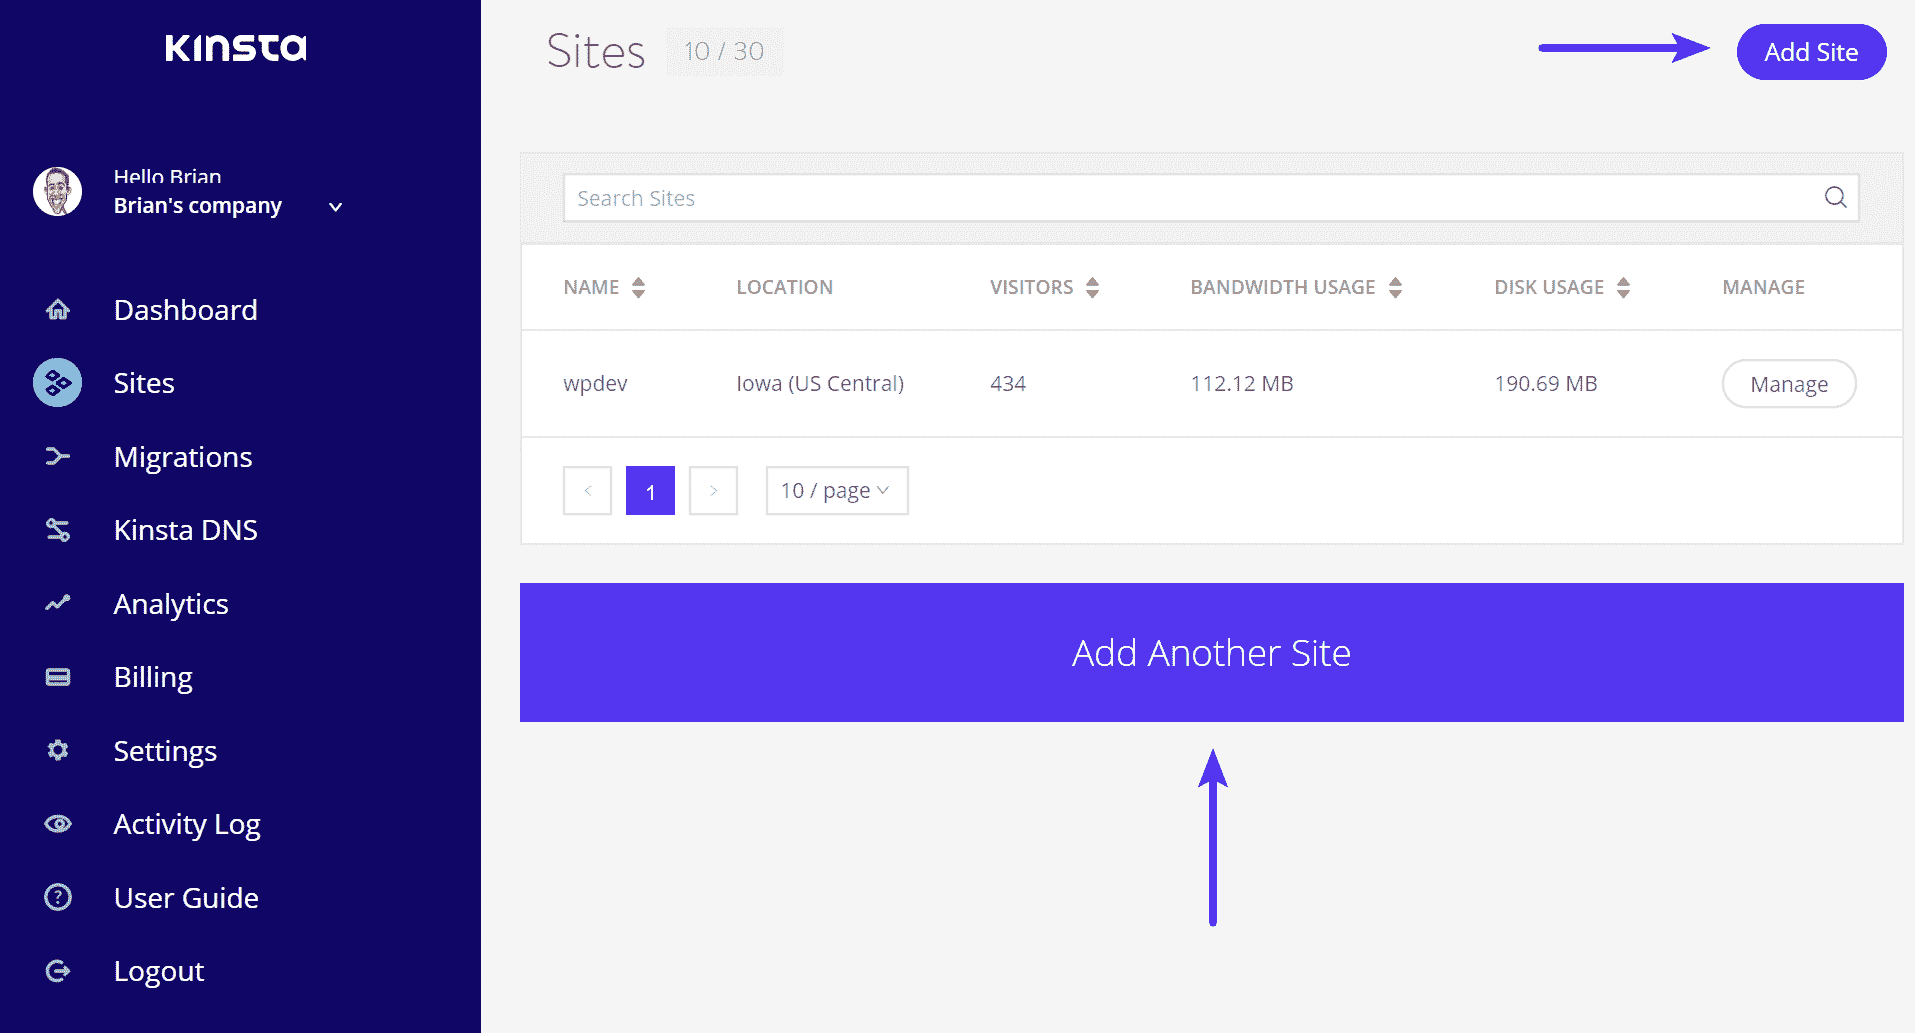 KINSTA
Hello Brian
Brian's company
Dashboard
Sites
Migrations
Kinsta DNS
Analytics
Billing
Settings
Activity Log
User Guide
Logout
Sites 10 / 30
Add Site
Search Sites
NAME LOCATION VISITORS BANDWIDTH USAGE DISK USAGE MANAGE
wpdev Iowa (US Central) 434 112.12 MB 190.69 MB Manage
< 1 > 10 / page
Add Another Site